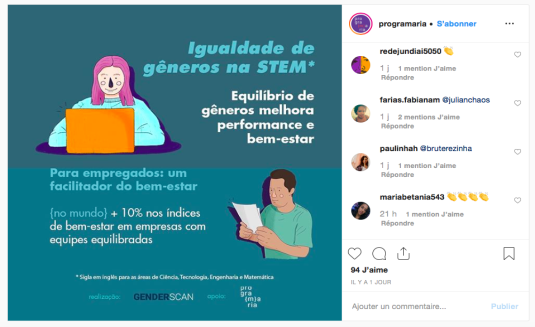 Igualdade de
gêneros na STEM*
Equilíbrio de
gêneros melhora
performance e
bem-estar
Para empregados: um
facilitador do bem-estar
{no mundo} + 10% nos índices
de bem-estar em empresas com
equipes equilibradas
* Sigla em inglês para as áreas de Ciência, Tecnologia, Engenharia e Matemática
realização:
GENDERSCAN
apoio:
pro
gra
{m}a
ria
programaria • S'abonner
redejundiai5050 👏
1 j 1 mention J'aime
Répondre
farias.fabianam @julianchaos
1 j 2 mentions J'aime
Répondre
paulinhah @bruterezinha
1 j 1 mention J'aime
Répondre
mariabetania543 👏👏👏👏
21 h 1 mention J'aime
Répondre
94 J'aime
IL Y A 1 JOUR
Ajouter un commentaire...
Publier